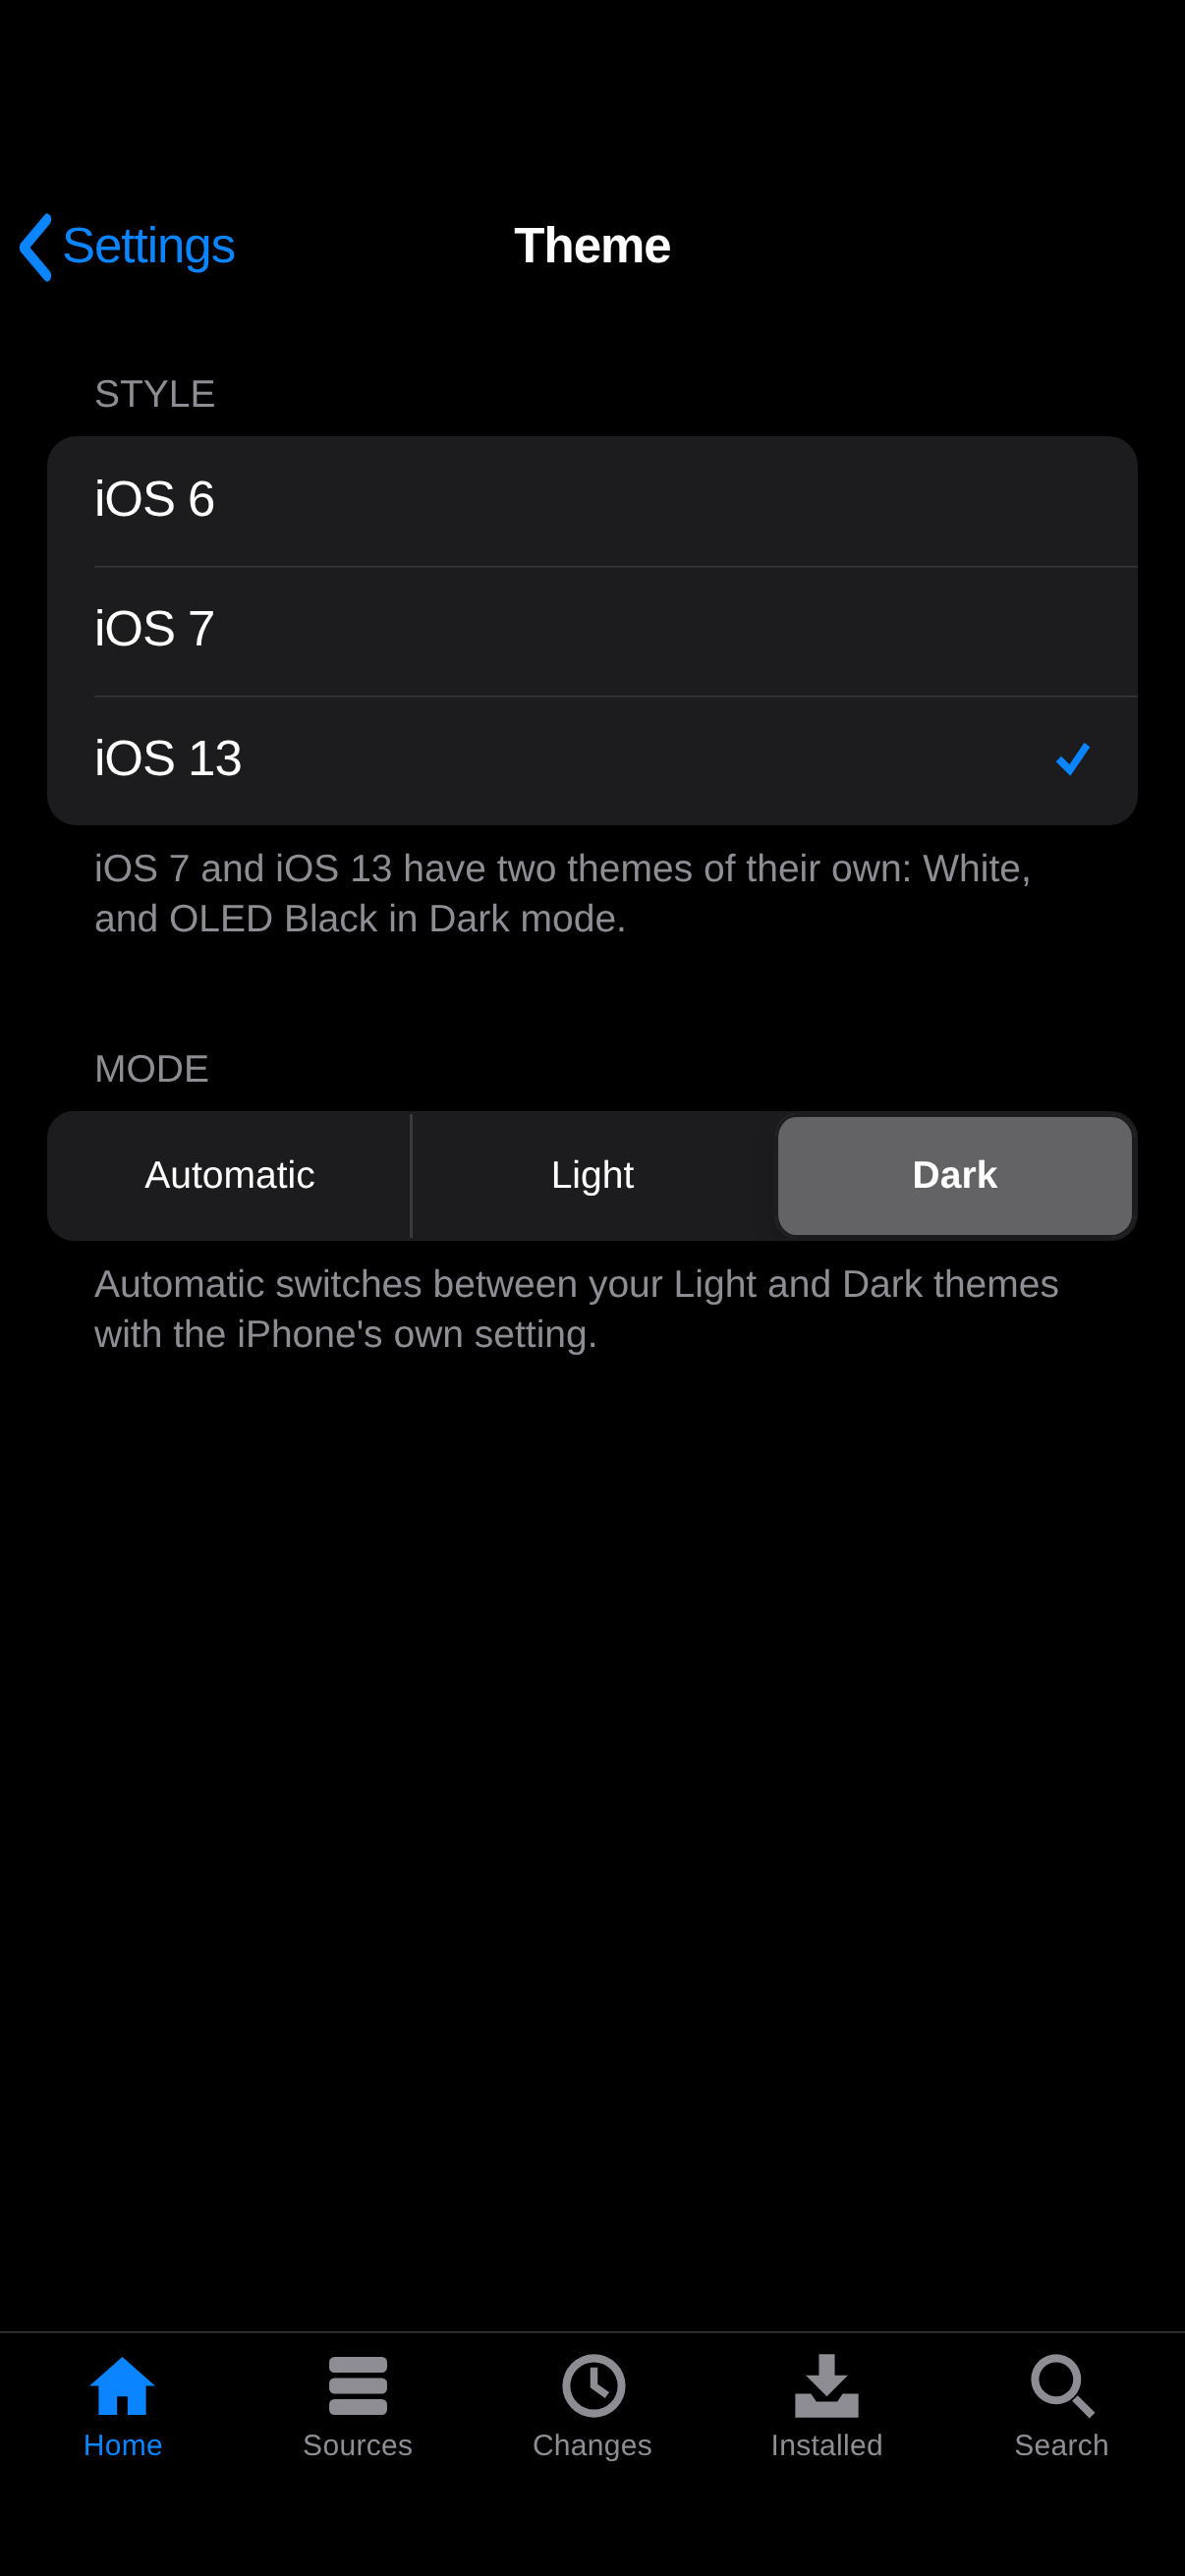 Settings
Theme
STYLE
iOS 6
iOS 7
iOS 13
iOS 7 and iOS 13 have two themes of their own: White,
and OLED Black in Dark mode.
MODE
Automatic
Light
Dark
Automatic switches between your Light and Dark themes
with the iPhone's own setting.
Home
Sources
Changes
Installed
Search